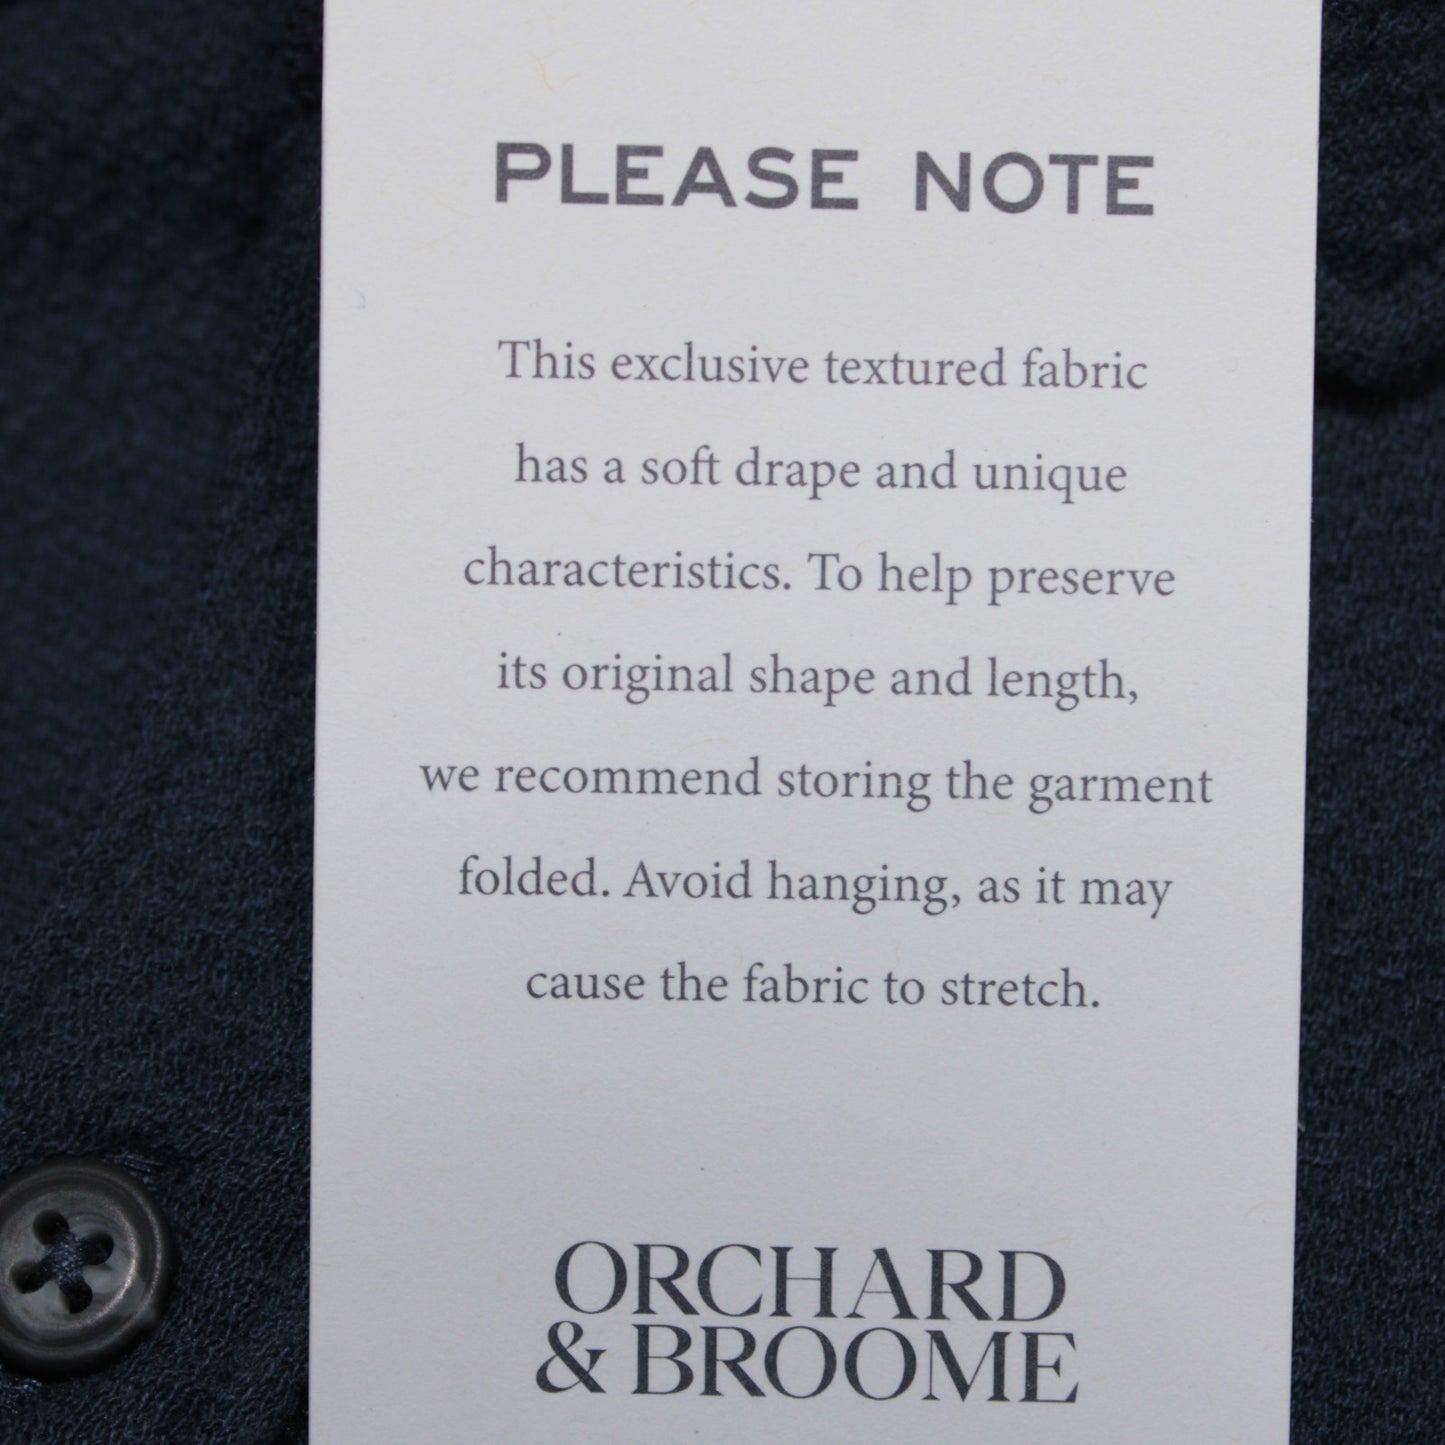 PLEASE NOTE
This exclusive textured fabric
has a soft drape and unique
characteristics. To help preserve
its original shape and length,
we recommend storing the garment
folded. Avoid hanging, as it may
cause the fabric to stretch.
ORCHARD
& BROOME